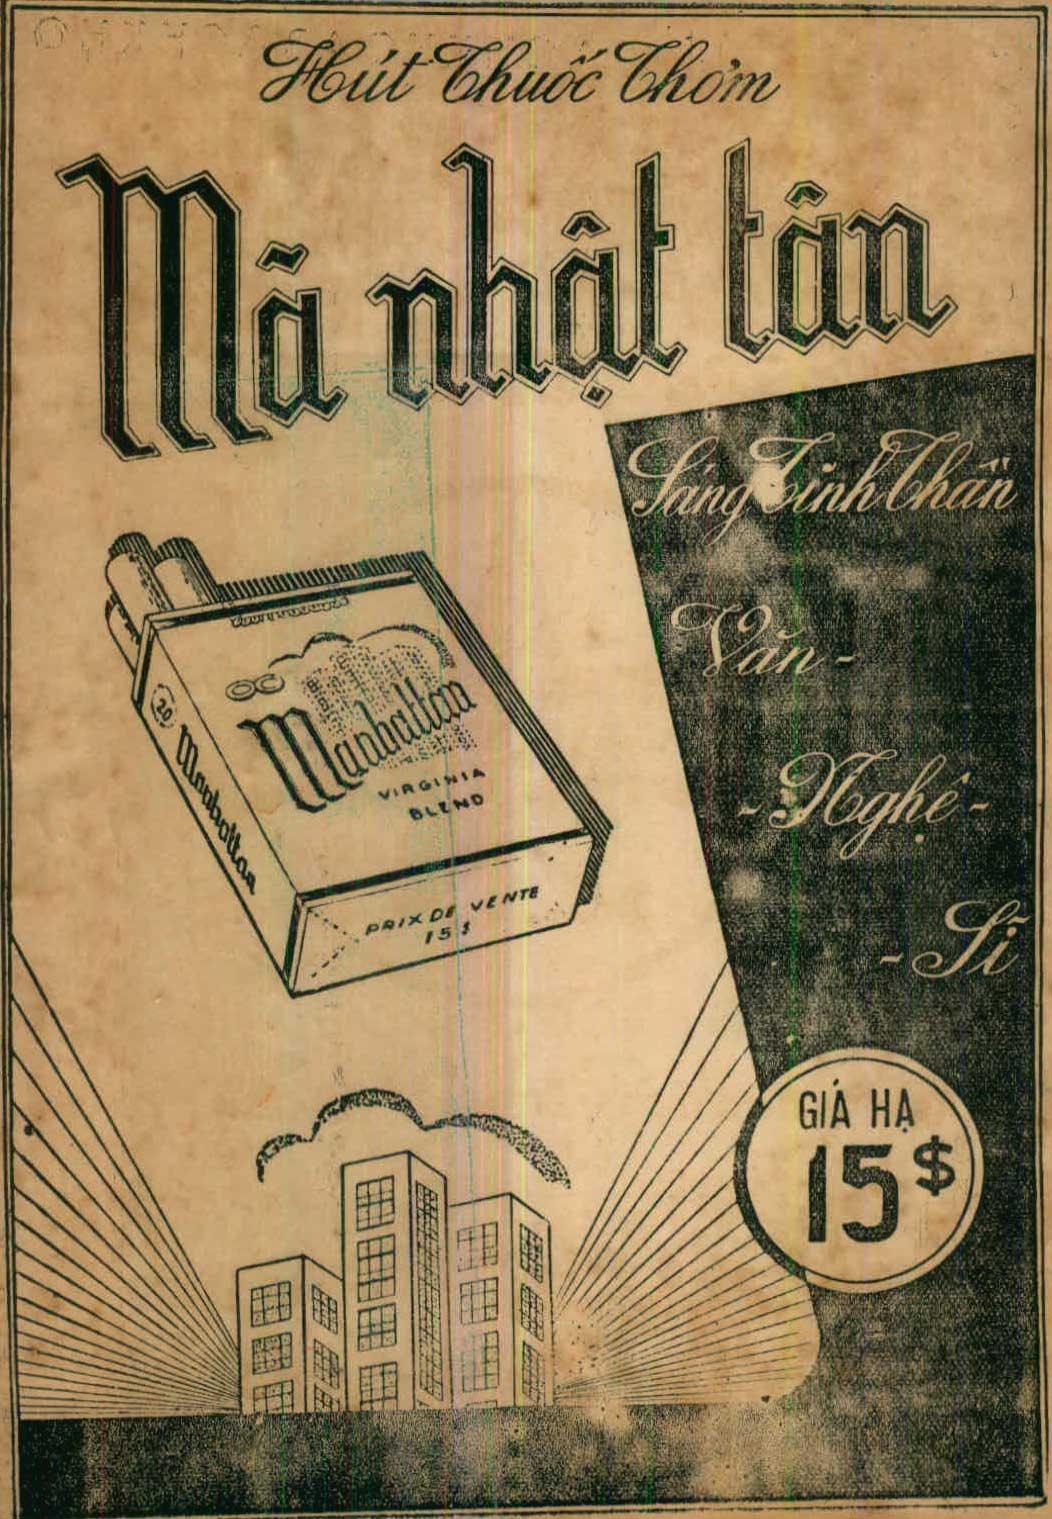 Hút Thuốc Thơm
Mã nhật tân
Sáng Tinh Thần
Văn -
- Nghệ -
- Sĩ
20 Manhattan
Manhattan
VIRGINIA
BLEND
PRIX DE VENTE
15$
GIÁ HẠ
15$